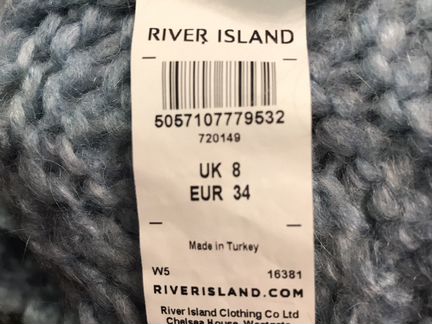 RIVER ISLAND
5057107779532
720149
UK 8
EUR 34
Made in Turkey
W5 16381
RIVERISLAND.COM
River Island Clothing Co Ltd
Chelsea House, Westgate